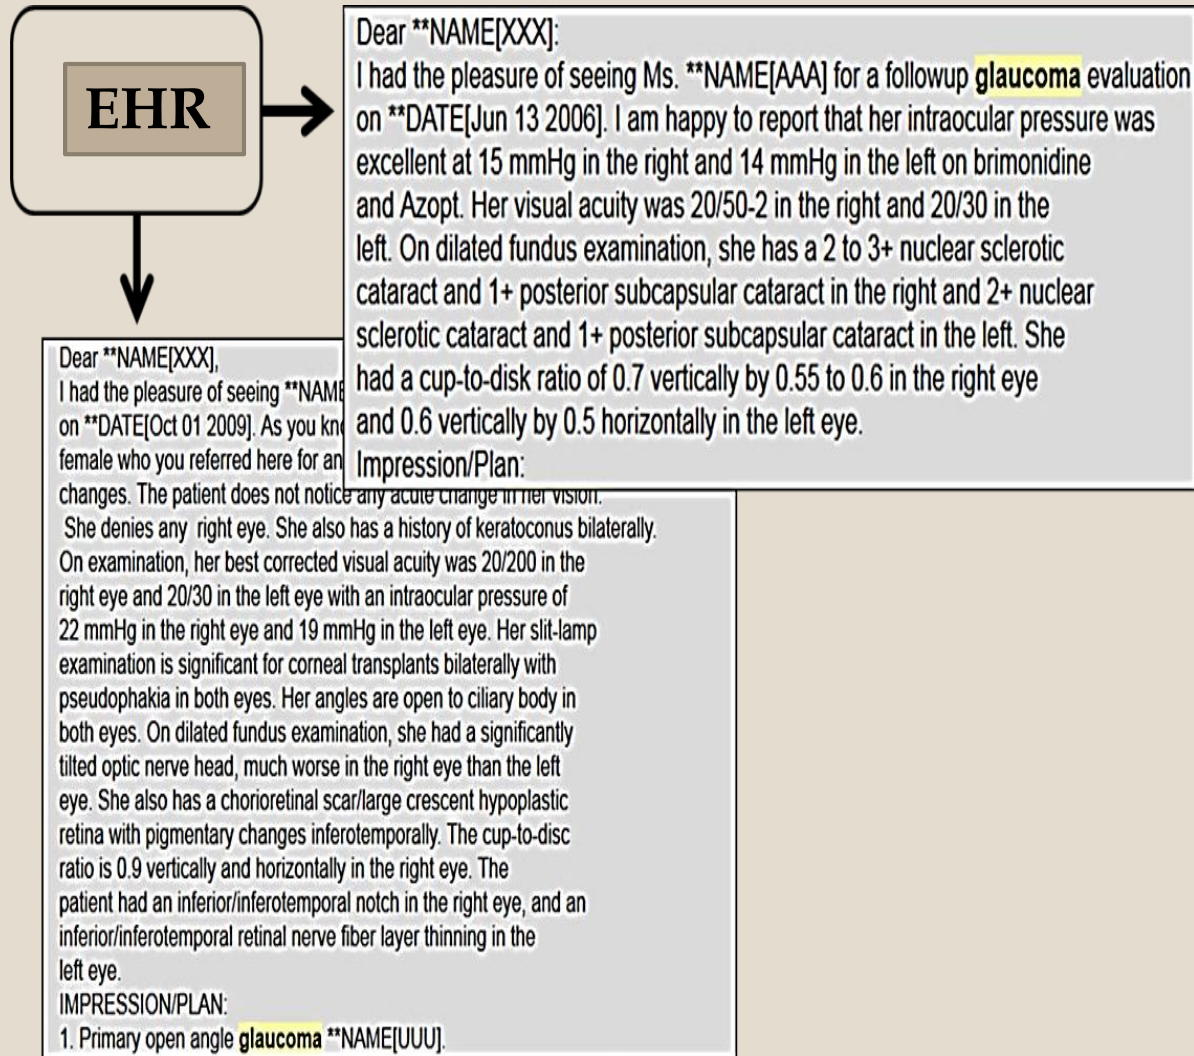 EHR
Dear **NAME[XXX]:
I had the pleasure of seeing Ms. **NAME[AAA] for a followup glaucoma evaluation
on **DATE[Jun 13 2006]. I am happy to report that her intraocular pressure was
excellent at 15 mmHg in the right and 14 mmHg in the left on brimonidine
and Azopt. Her visual acuity was 20/50-2 in the right and 20/30 in the
left. On dilated fundus examination, she has a 2 to 3+ nuclear sclerotic
cataract and 1+ posterior subcapsular cataract in the right and 2+ nuclear
sclerotic cataract and 1+ posterior subcapsular cataract in the left. She
had a cup-to-disk ratio of 0.7 vertically by 0.55 to 0.6 in the right eye
and 0.6 vertically by 0.5 horizontally in the left eye.
Impression/Plan:
Dear **NAME[XXX],
I had the pleasure of seeing **NAME
on **DATE[Oct 01 2009]. As you
female who you referred here for an
changes. The patient does not notice any acute change in her vision.
She denies any right eye. She also has a history of keratoconus bilaterally.
On examination, her best corrected visual acuity was 20/200 in the
right eye and 20/30 in the left eye with an intraocular pressure of
22 mmHg in the right eye and 19 mmHg in the left eye. Her slit-lamp
examination is significant for corneal transplants bilaterally with
pseudophakia in both eyes. Her angles are open to ciliary body in
both eyes. On dilated fundus examination, she had a significantly
tilted optic nerve head, much worse in the right eye than the left
eye. She also has a chorioretinal scar/large crescent hypoplastic
retina with pigmentary changes inferotemporally. The cup-to-disc
ratio is 0.9 vertically and horizontally in the right eye. The
patient had an inferior/inferotemporal notch in the right eye, and an
inferior/inferotemporal retinal nerve fiber layer thinning in the
left eye.
IMPRESSION/PLAN:
1. Primary open angle glaucoma **NAME[UUU].